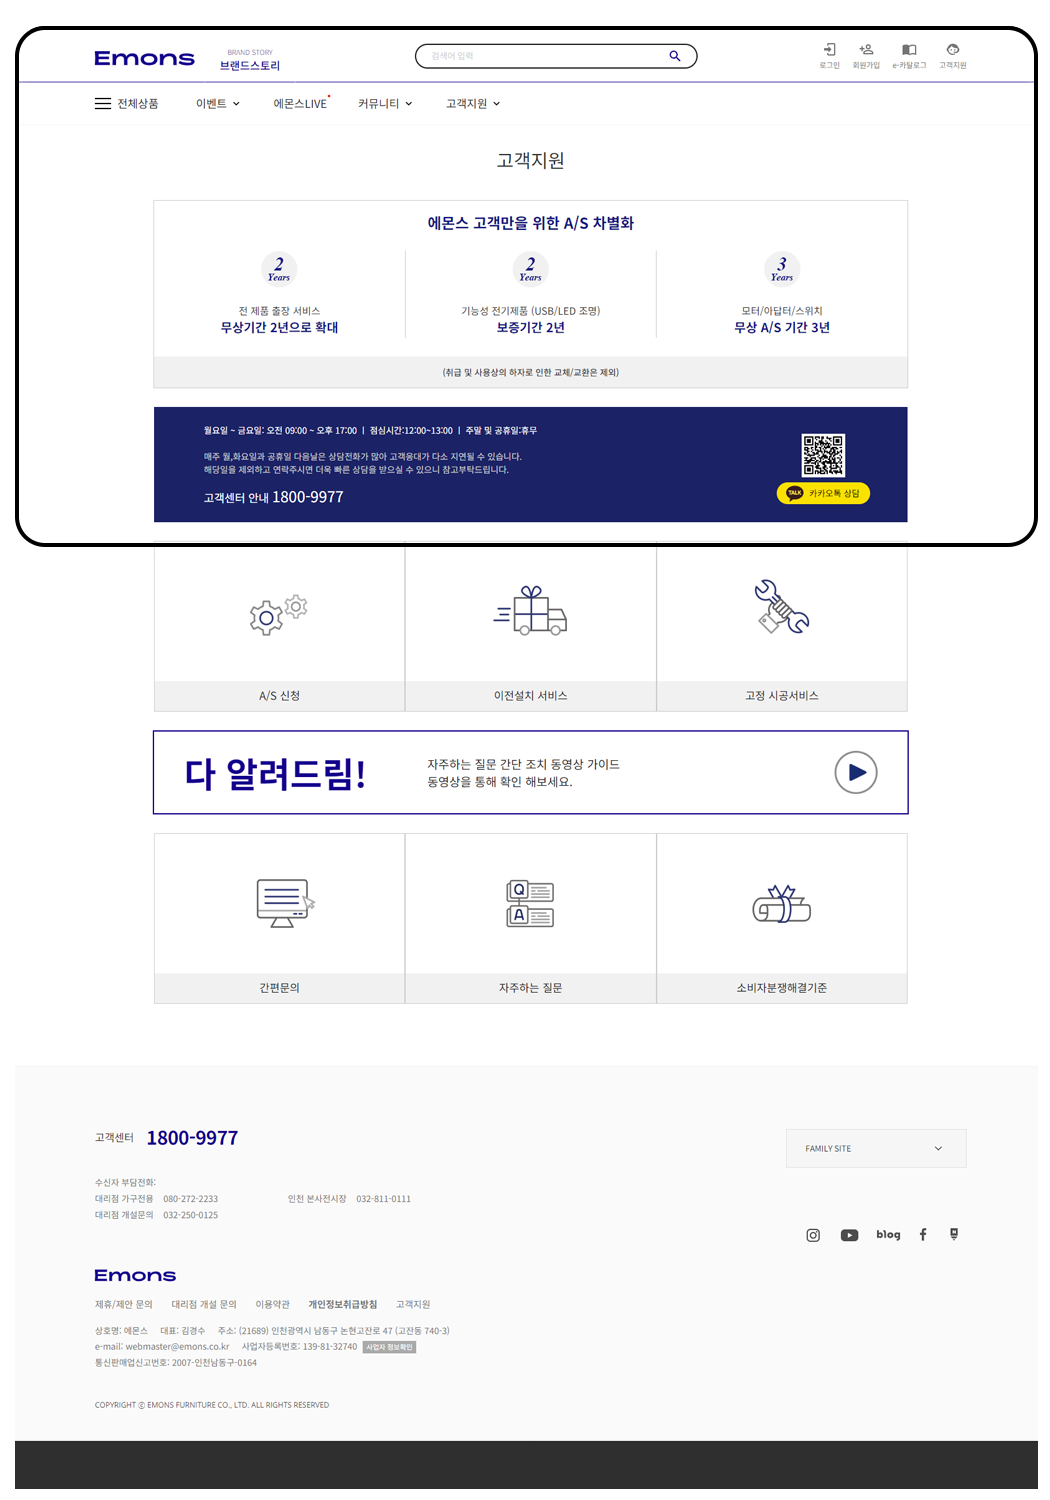 Emons
BRAND STORY
브랜드스토리
검색어 입력
로그인
회원가입
e-카탈로그
고객지원
전체상품
이벤트
에몬스LIVE
커뮤니티
고객지원
고객지원
에몬스 고객만을 위한 A/S 차별화
2
Years
전 제품 출장 서비스
무상기간 2년으로 확대
2
Years
기능성 전기제품 (USB/LED 조명)
보증기간 2년
3
Years
모터/아답터/스위치
무상 A/S 기간 3년
(취급 및 사용상의 하자로 인한 교체/교환은 제외)
월요일 ~ 금요일: 오전 09:00 ~ 오후 17:00 ㅣ 점심시간:12:00~13:00 ㅣ 주말 및 공휴일:휴무
매주 월,화요일과 공휴일 다음날은 상담전화가 많아 고객응대가 다소 지연될 수 있습니다.
해당일을 제외하고 연락주시면 더욱 빠른 상담을 받으실 수 있으니 참고부탁드립니다.
고객센터 안내 1800-9977
TALK 카카오톡 상담
A/S 신청
이전설치 서비스
고정 시공서비스
다 알려드림!
자주하는 질문 간단 조치 동영상 가이드
동영상을 통해 확인 해보세요.
Q
A
간편문의
자주하는 질문
소비자분쟁해결기준
고객센터 1800-9977
FAMILY SITE
수신자 부담전화:
대리점 가구전용 080-272-2233 인천 본사전시장 032-811-0111
대리점 개설문의 032-250-0125
blog
Emons
제휴/제안 문의 대리점 개설 문의 이용약관 개인정보취급방침 고객지원
상호명: 에몬스 대표: 김경수 주소: (21689) 인천광역시 남동구 논현고잔로 47 (고잔동 740-3)
e-mail: webmaster@emons.co.kr 사업자등록번호: 139-81-32740 사업자 정보확인
통신판매업신고번호: 2007-인천남동구-0164
COPYRIGHT ⓒ EMONS FURNITURE CO., LTD. ALL RIGHTS RESERVED